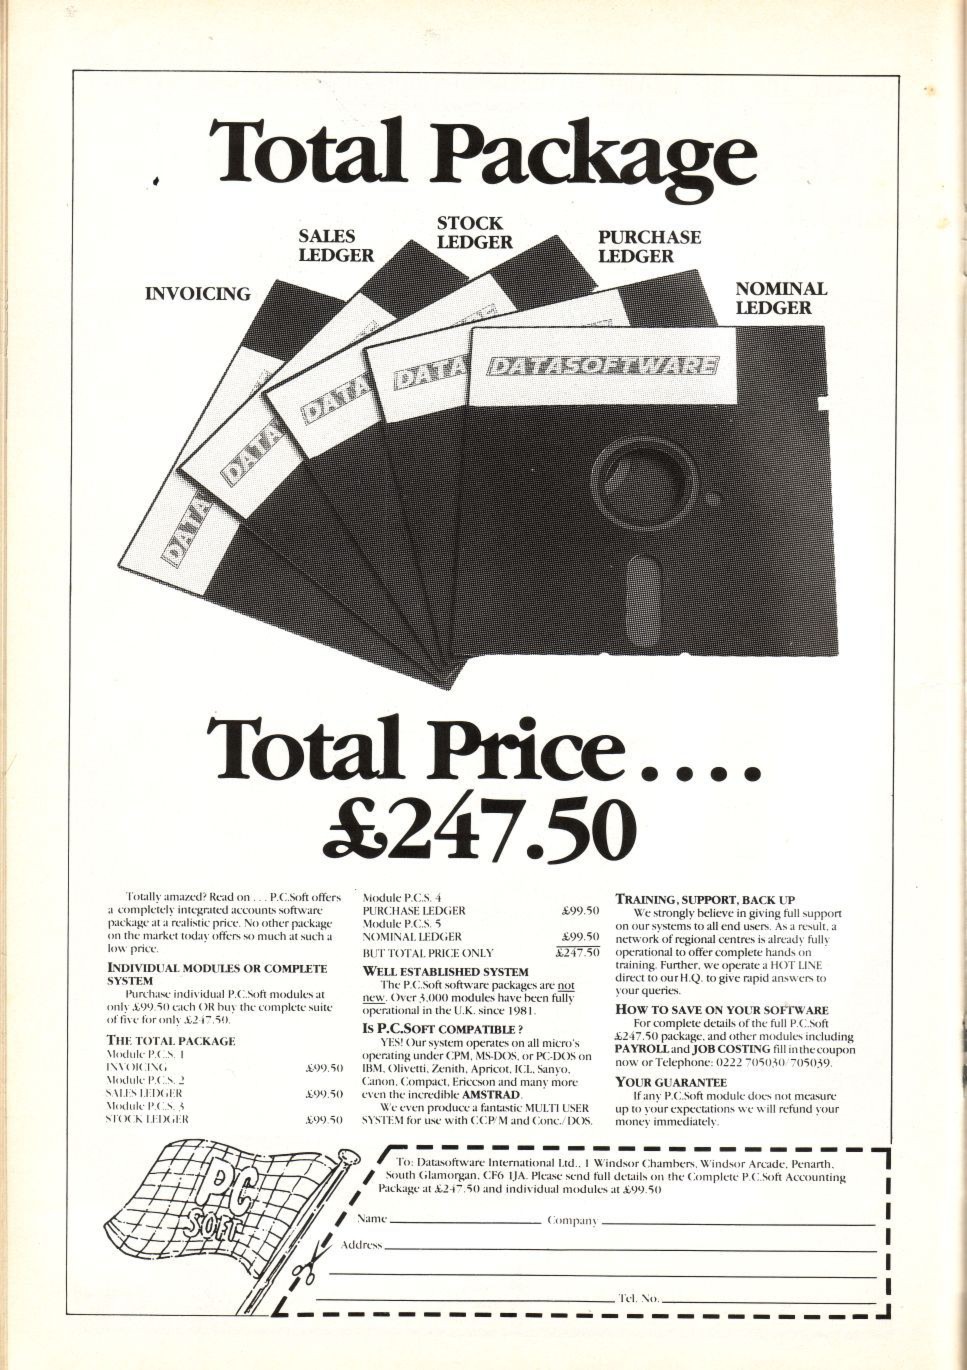 Total Package
SALES
LEDGER
STOCK
LEDGER
PURCHASE
LEDGER
INVOICING
NOMINAL
LEDGER
DATA
DATA
DATA
DATA
DATASOFTWARE
Total Price....
£247.50
Totally amazed? Read on . . . P.C.Soft offers
a completely integrated accounts software
package at a realistic price. No other package
on the market today offers so much at such a
low price.
INDIVIDUAL MODULES OR COMPLETE
SYSTEM
Purchase individual P.C.Soft modules at
only £99.50 each OR buy the complete suite
of five for only £247.50.
THE TOTAL PACKAGE
Module P.C.S. 1
INVOICING £99.50
Module P.C.S. 2
SALES LEDGER £99.50
Module P.C.S. 3
STOCK LEDGER £99.50
Module P.C.S. 4
PURCHASE LEDGER £99.50
Module P.C.S. 5
NOMINAL LEDGER £99.50
BUT TOTAL PRICE ONLY £247.50
WELL ESTABLISHED SYSTEM
The P.C.Soft software packages are not
new. Over 3,000 modules have been fully
operational in the U.K. since 1981.
IS P.C.SOFT COMPATIBLE?
YES! Our system operates on all micro's
operating under CPM, MS-DOS, or PC-DOS on
IBM, Olivetti, Zenith, Apricot, ICL, Sanyo,
Canon, Compact, Ericcson and many more
even the incredible AMSTRAD.
We even produce a fantastic MULTI USER
SYSTEM for use with CCP/M and Conc./DOS.
TRAINING, SUPPORT, BACK UP
We strongly believe in giving full support
on our systems to all end users. As a result, a
network of regional centres is already fully
operational to offer complete hands on
training. Further, we operate a HOT LINE
direct to our H.Q. to give rapid answers to
your queries.
HOW TO SAVE ON YOUR SOFTWARE
For complete details of the full P.C.Soft
£247.50 package, and other modules including
PAYROLL and JOB COSTING fill in the coupon
now or Telephone: 0222 705030/705039.
YOUR GUARANTEE
If any P.C.Soft module does not measure
up to your expectations we will refund your
money immediately.
PC
SOFT
To: Datasoftware International Ltd., 1 Windsor Chambers, Windsor Arcade, Penarth,
South Glamorgan, CF6 1JA. Please send full details on the Complete P.C.Soft Accounting
Package at £247.50 and individual modules at £99.50
Name Company
Address
Tel. No.